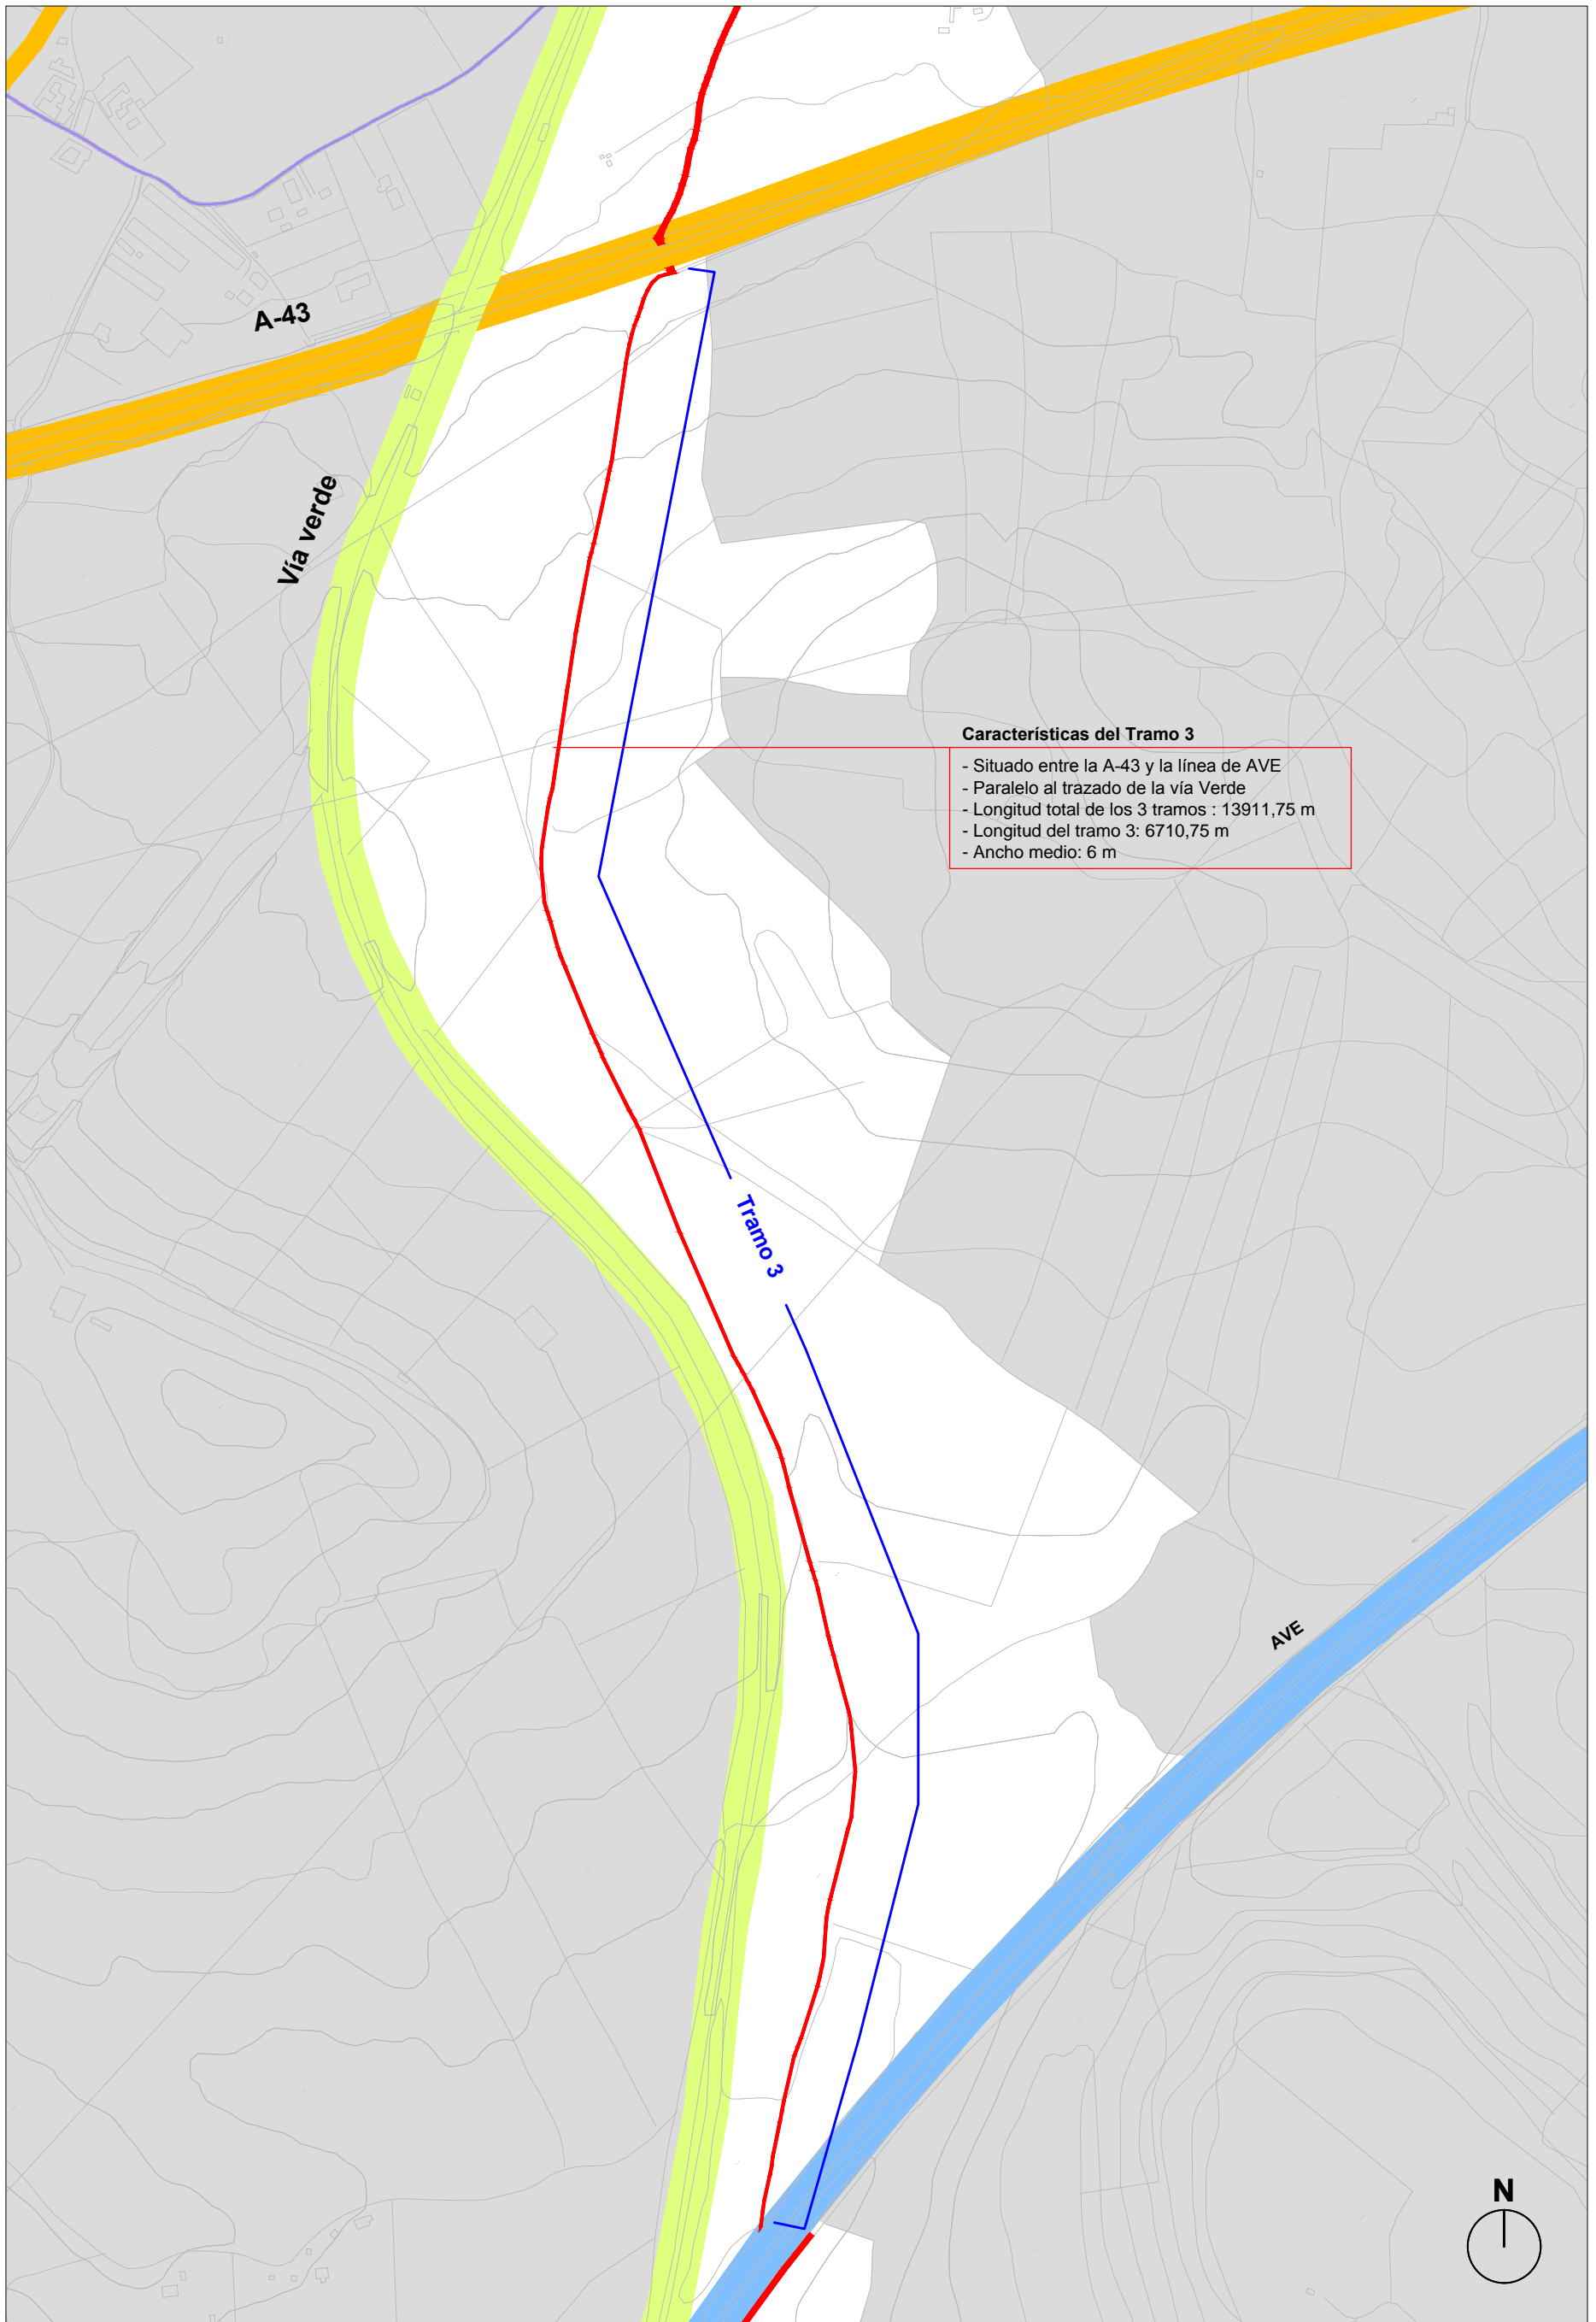 A-43
Vía verde
Características del Tramo 3
- Situado entre la A-43 y la línea de AVE
- Paralelo al trazado de la vía Verde
- Longitud total de los 3 tramos : 13911,75 m
- Longitud del tramo 3: 6710,75 m
- Ancho medio: 6 m
Tramo 3
AVE
N